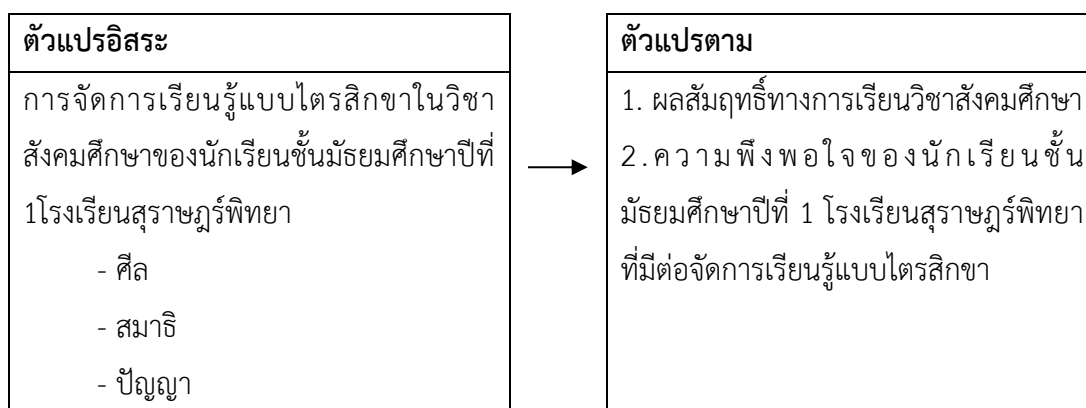 ตัวแปรอิสระ
การจัดการเรียนรู้แบบไตรสิกขาในวิชา
สังคมศึกษาของนักเรียนชั้นมัธยมศึกษาปีที่
1โรงเรียนสุราษฎร์พิทยา
- ศีล
- สมาธิ
- ปัญญา
ตัวแปรตาม
1. ผลสัมฤทธิ์ทางการเรียนวิชาสังคมศึกษา
2.ความพึงพอใจของนักเรียนชั้น
มัธยมศึกษาปีที่ 1 โรงเรียนสุราษฎร์พิทยา
ที่มีต่อจัดการเรียนรู้แบบไตรสิกขา